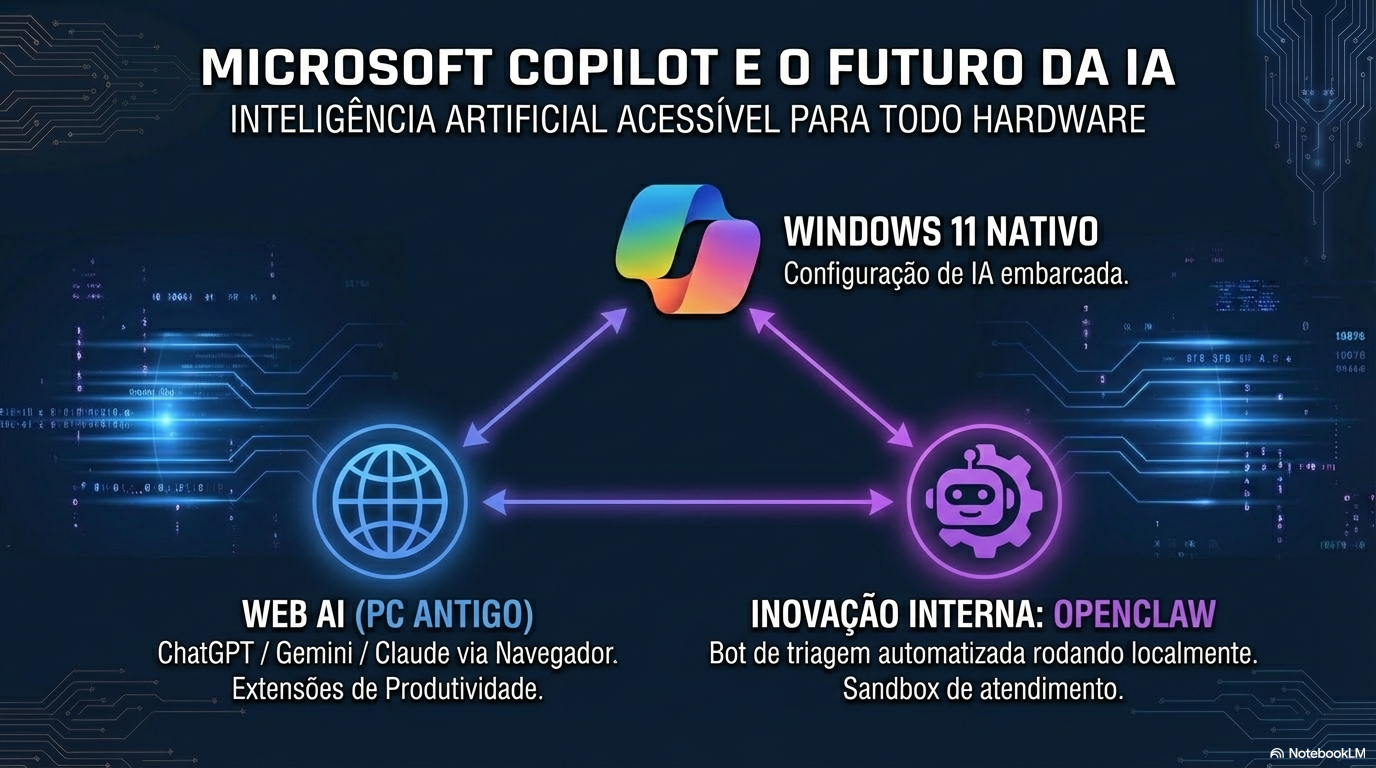 MICROSOFT COPILOT E O FUTURO DA IA
INTELIGÊNCIA ARTIFICIAL ACESSÍVEL PARA TODO HARDWARE
WINDOWS 11 NATIVO
Configuração de IA embarcada.
WEB AI (PC ANTIGO)
ChatGPT / Gemini / Claude via Navegador.
Extensões de Produtividade.
INOVAÇÃO INTERNA: OPENCLAW
Bot de triagem automatizada rodando localmente.
Sandbox de atendimento.
NotebookLM